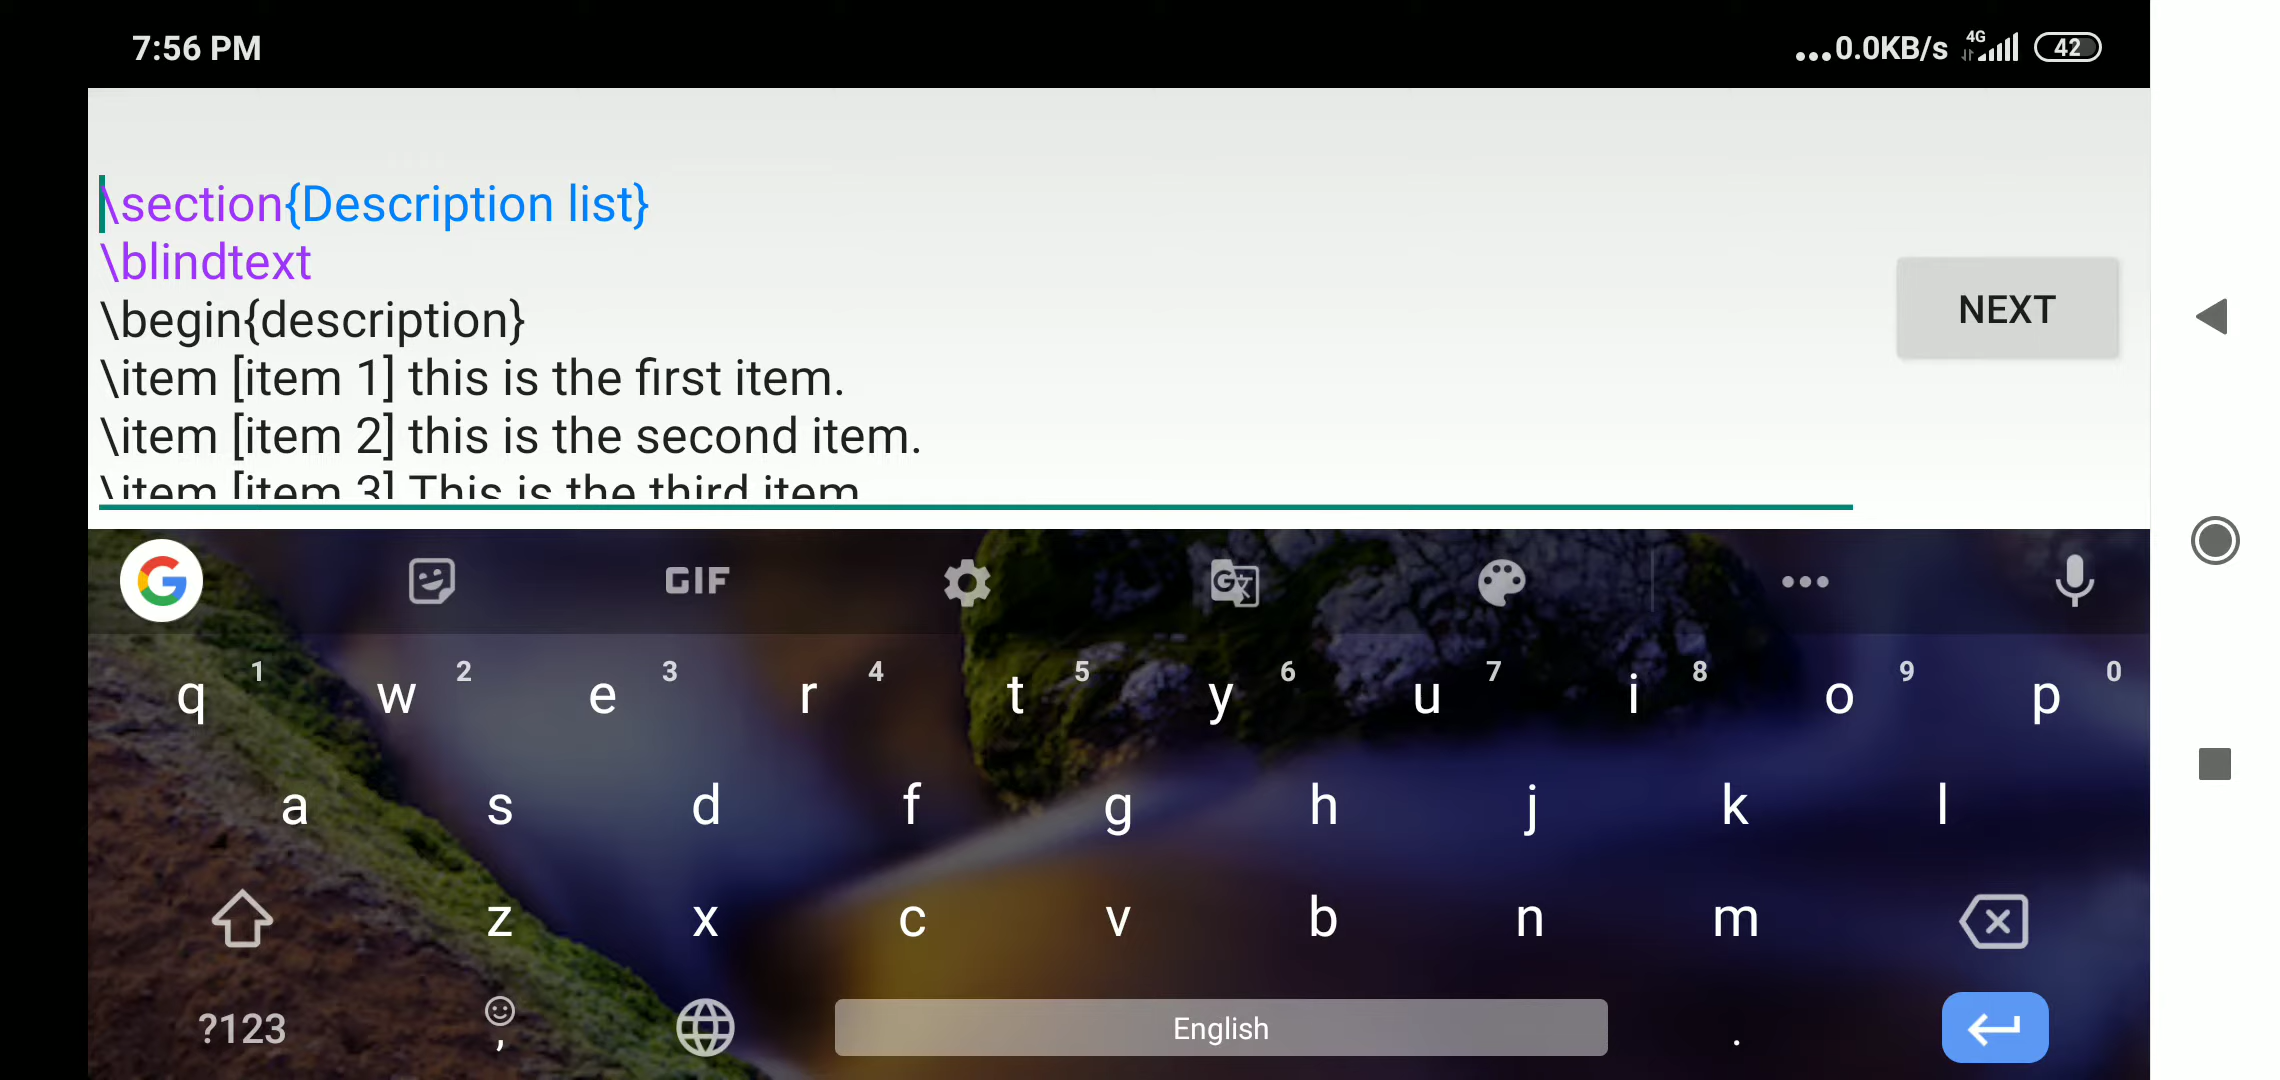 7:56 PM
...0.0KB/s 4G 42
\section{Description list}
\blindtext
\begin{description}
\item [item 1] this is the first item.
\item [item 2] this is the second item.
\item [item 3] This is the third item
NEXT
G GIF G
q 1 w 2 e 3 r 4 t 5 y 6 u 7 i 8 o 9 p 0
a s d f g h j k l
z x c v b n m
?123 , English .